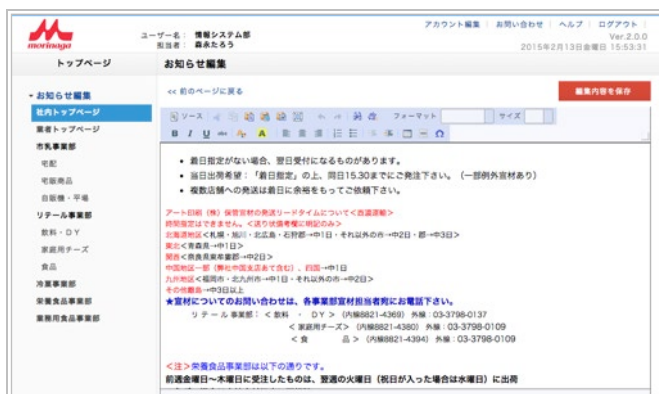 アカウント編集 お問い合わせ ヘルプ ログアウト
Ver.2.0.0
morinaga
ユーザー名： 情報システム部
担当者： 森永たろう
2015年2月13日金曜日 15:53:31
トップページ
お知らせ編集
お知らせ編集
社内トップページ
業者トップページ
市乳事業部
宅配
宅販商品
自販機・平場
リテール事業部
飲料・DY
家庭用チーズ
食品
冷菓事業部
栄養食品事業部
業務用食品事業部
<< 前のページに戻る
編集内容を保存
ソース
フォーマット
サイズ
B I U abc A A
Ω
• 着日指定がない場合、翌日受付になるものがあります。
• 当日出荷希望：「着日指定」の上、同日15.30までにご発注下さい。（一部例外宣材あり）
• 複数店舗への発送は着日に余裕をもってご依頼下さい。
アート印刷（株）保管宣材の発送リードタイムについて<西濃運輸>
時間指定はできません。<送り状備考欄に明記のみ>
北海道地区<札幌・旭川・北広島・石狩郡→中1日・それ以外の市→中2日・郡→中3日>
東北<青森県→中1日>
関西<奈良県東牟婁郡→中2日>
中国地区一部（弊社中国支店あて含む）、四国→中1日
九州地区<福岡市・北九州市→中1日・それ以外の市→中2日>
その他離島→中3日以上
★宣材についてのお問い合わせは、各事業部宣材担当者宛にお電話下さい。
リテール事業部：< 飲料 ・ DY > (内線8821-4369) 外線：03-3798-0137
< 家庭用チーズ> (内線8821-4380) 外線：03-3798-0109
< 食 品> (内線8821-4394) 外線：03-3798-0109
<注>栄養食品事業部は以下の通りです。
前週金曜日～木曜日に受注したものは、翌週の火曜日（祝日が入った場合は水曜日）に出荷